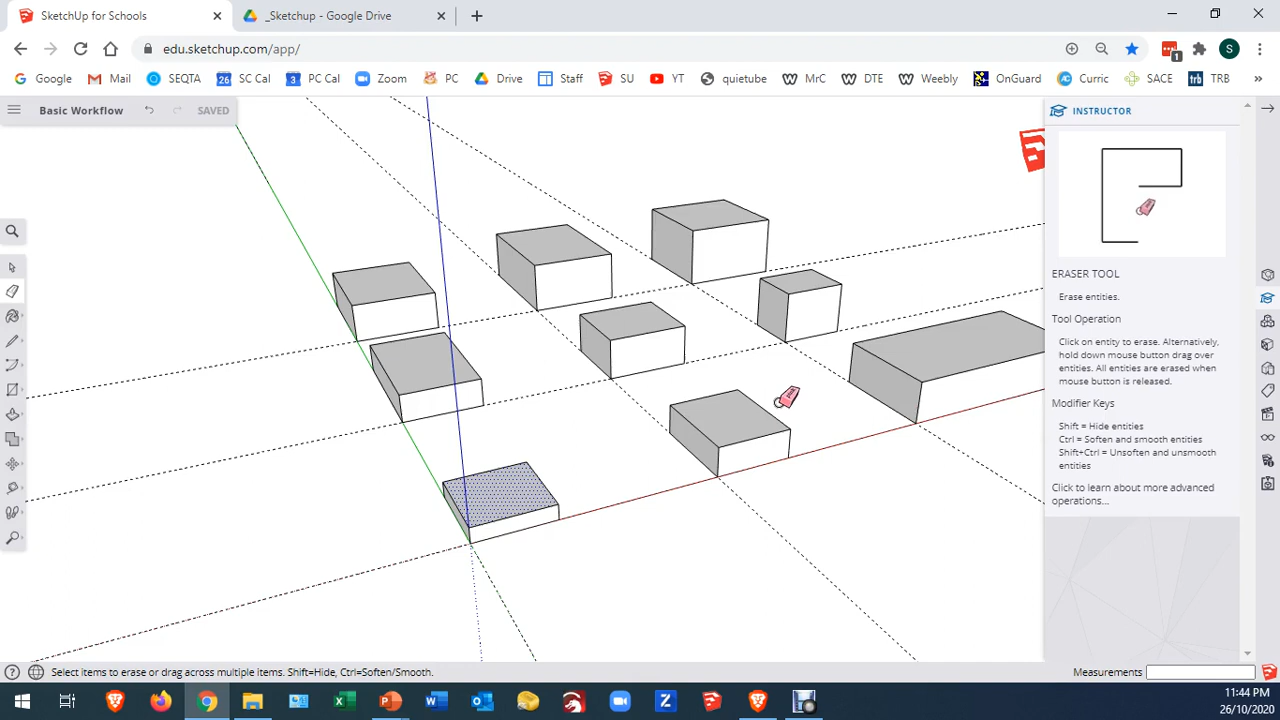 SketchUp for Schools
_Sketchup - Google Drive
edu.sketchup.com/app/
S
1
Google
Mail
SEQTA
26 SC Cal
3 PC Cal
Zoom
PC
Drive
Staff
SU
YT
quietube
MrC
DTE
Weebly
OnGuard
Curric
SACE
trb TRB
»
Basic Workflow
SAVED
INSTRUCTOR
ERASER TOOL
Erase entities.
Tool Operation
Click on entity to erase. Alternatively,
hold down mouse button drag over
entities. All entities are erased when
mouse button is released.
Modifier Keys
Shift = Hide entities
Ctrl = Soften and smooth entities
Shift+Ctrl = Unsoften and unsmooth
entities
Click to learn about more advanced
operations...
Select items to erase or drag across multiple items. Shift=Hide, Ctrl=Soften/Smooth.
Measurements
11:44 PM
26/10/2020